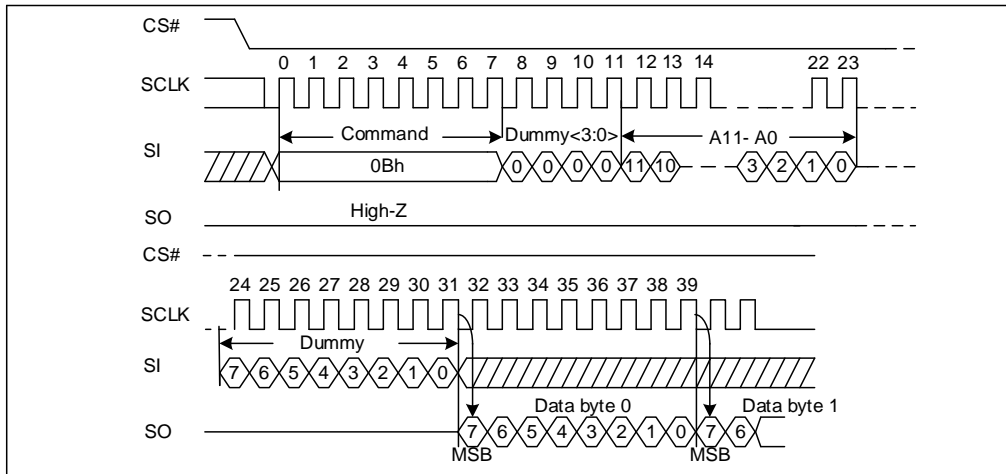 CS#
0 1 2 3 4 5 6 7 8 9 10 11 12 13 14 22 23
SCLK
Command Dummy<3:0> A11- A0
SI
0Bh 0 0 0 0 11 10 3 2 1 0
High-Z
SO
CS#
24 25 26 27 28 29 30 31 32 33 34 35 36 37 38 39
SCLK
Dummy
SI
7 6 5 4 3 2 1 0
Data byte 0 Data byte 1
SO
7 6 5 4 3 2 1 0 7 6
MSB MSB